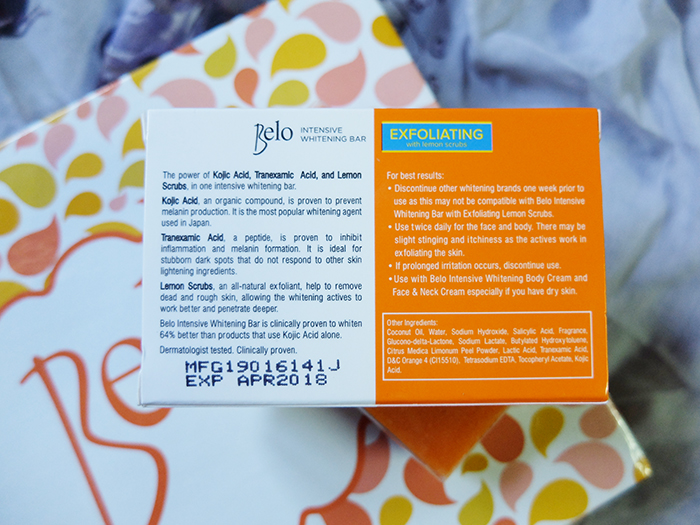 Belo INTENSIVE
WHITENING BAR
The power of Kojic Acid, Tranexamic Acid, and Lemon
Scrubs, in one intensive whitening bar.
Kojic Acid, an organic compound, is proven to prevent
melanin production. It is the most popular whitening agent
used in Japan.
Tranexamic Acid, a peptide, is proven to inhibit
inflammation and melanin formation. It is ideal for
stubborn dark spots that do not respond to other skin
lightening ingredients.
Lemon Scrubs, an all-natural exfoliant, help to remove
dead and rough skin, allowing the whitening actives to
work better and penetrate deeper.
Belo Intensive Whitening Bar is clinically proven to whiten
64% better than products that use Kojic Acid alone.
Dermatologist tested. Clinically proven.
MFG19016141J
EXP APR2018
EXFOLIATING
with lemon scrubs
For best results:
• Discontinue other whitening brands one week prior to
use as this may not be compatible with Belo Intensive
Whitening Bar with Exfoliating Lemon Scrubs.
• Use twice daily for the face and body. There may be
slight stinging and itchiness as the actives work in
exfoliating the skin.
• If prolonged irritation occurs, discontinue use.
• Use with Belo Intensive Whitening Body Cream and
Face & Neck Cream especially if you have dry skin.
Other Ingredients:
Coconut Oil, Water, Sodium Hydroxide, Salicylic Acid, Fragrance,
Glucono-delta-Lactone, Sodium Lactate, Butylated Hydroxytoluene,
Citrus Medica Limonum Peel Powder, Lactic Acid, Tranexamic Acid,
D&C Orange 4 (CI15510), Tetrasodium EDTA, Tocopheryl Acetate, Kojic
Acid.
Be